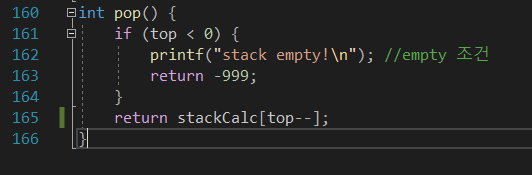 160 int pop() {
161 if (top < 0) {
162 printf("stack empty!\n"); //empty 조건
163 return -999;
164 }
165 return stackCalc[top--];
166 }